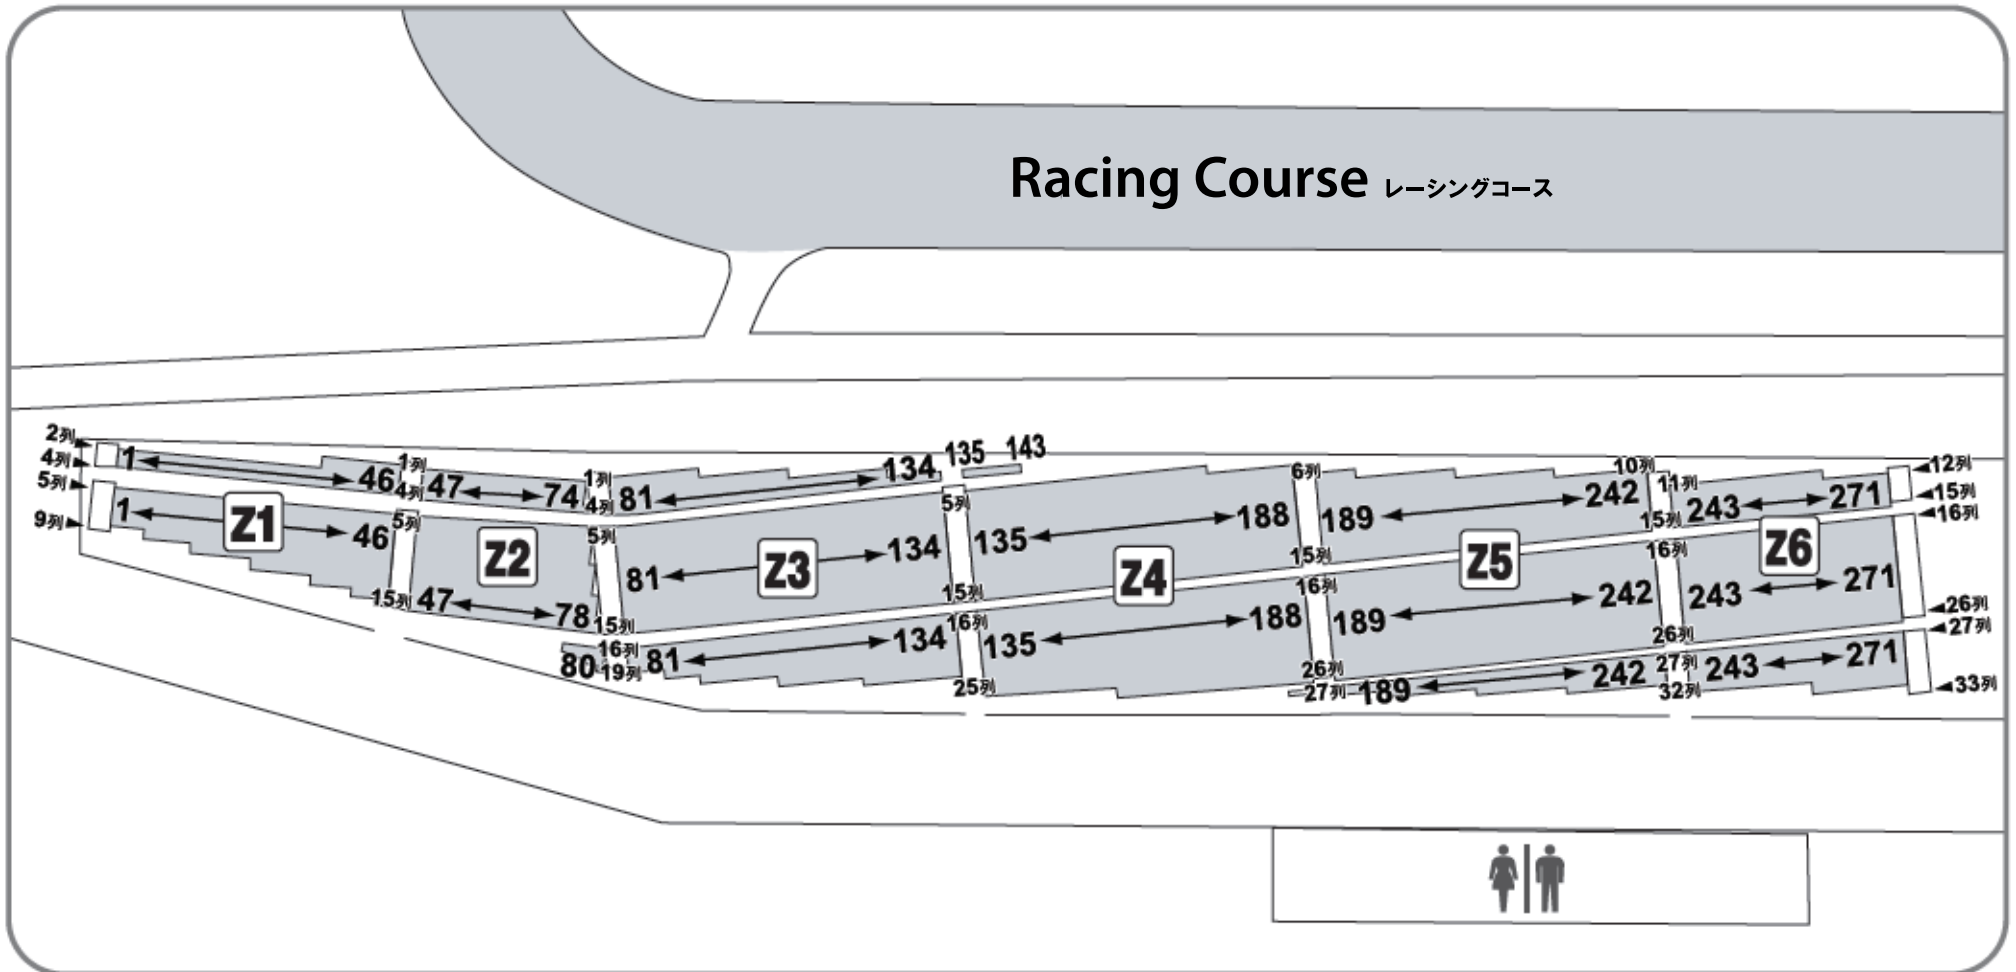 Racing Course レーシングコース
2列
4列
5列
9列
1 46
1列
4列
47 74
1列
4列
81 134
135 143
1 46
Z1
5列
15列
Z2
47 78
5列
15列
81 134
Z3
5列
15列
135 188
Z4
6列
15列
189 242
Z5
10列
11列
15列
243 271
Z6
12列
15列
16列
80
16列
19列
81 134
16列
25列
135 188
16列
26列
189 242
16列
26列
243 271
26列
27列
27列
189 242
27列
32列
243 271
33列